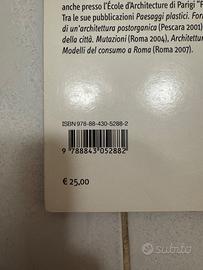 anche presso l'École d'Architecture di Parigi "P
Tra le sue pubblicazioni Paesaggi plastici. For
di un'architettura postorganica (Pescara 2001)
della città. Mutazioni (Roma 2004), Architettur
Modelli del consumo a Roma (Roma 2007).
ISBN 978-88-430-5288-2
9 788843 052882
€ 25,00
subito